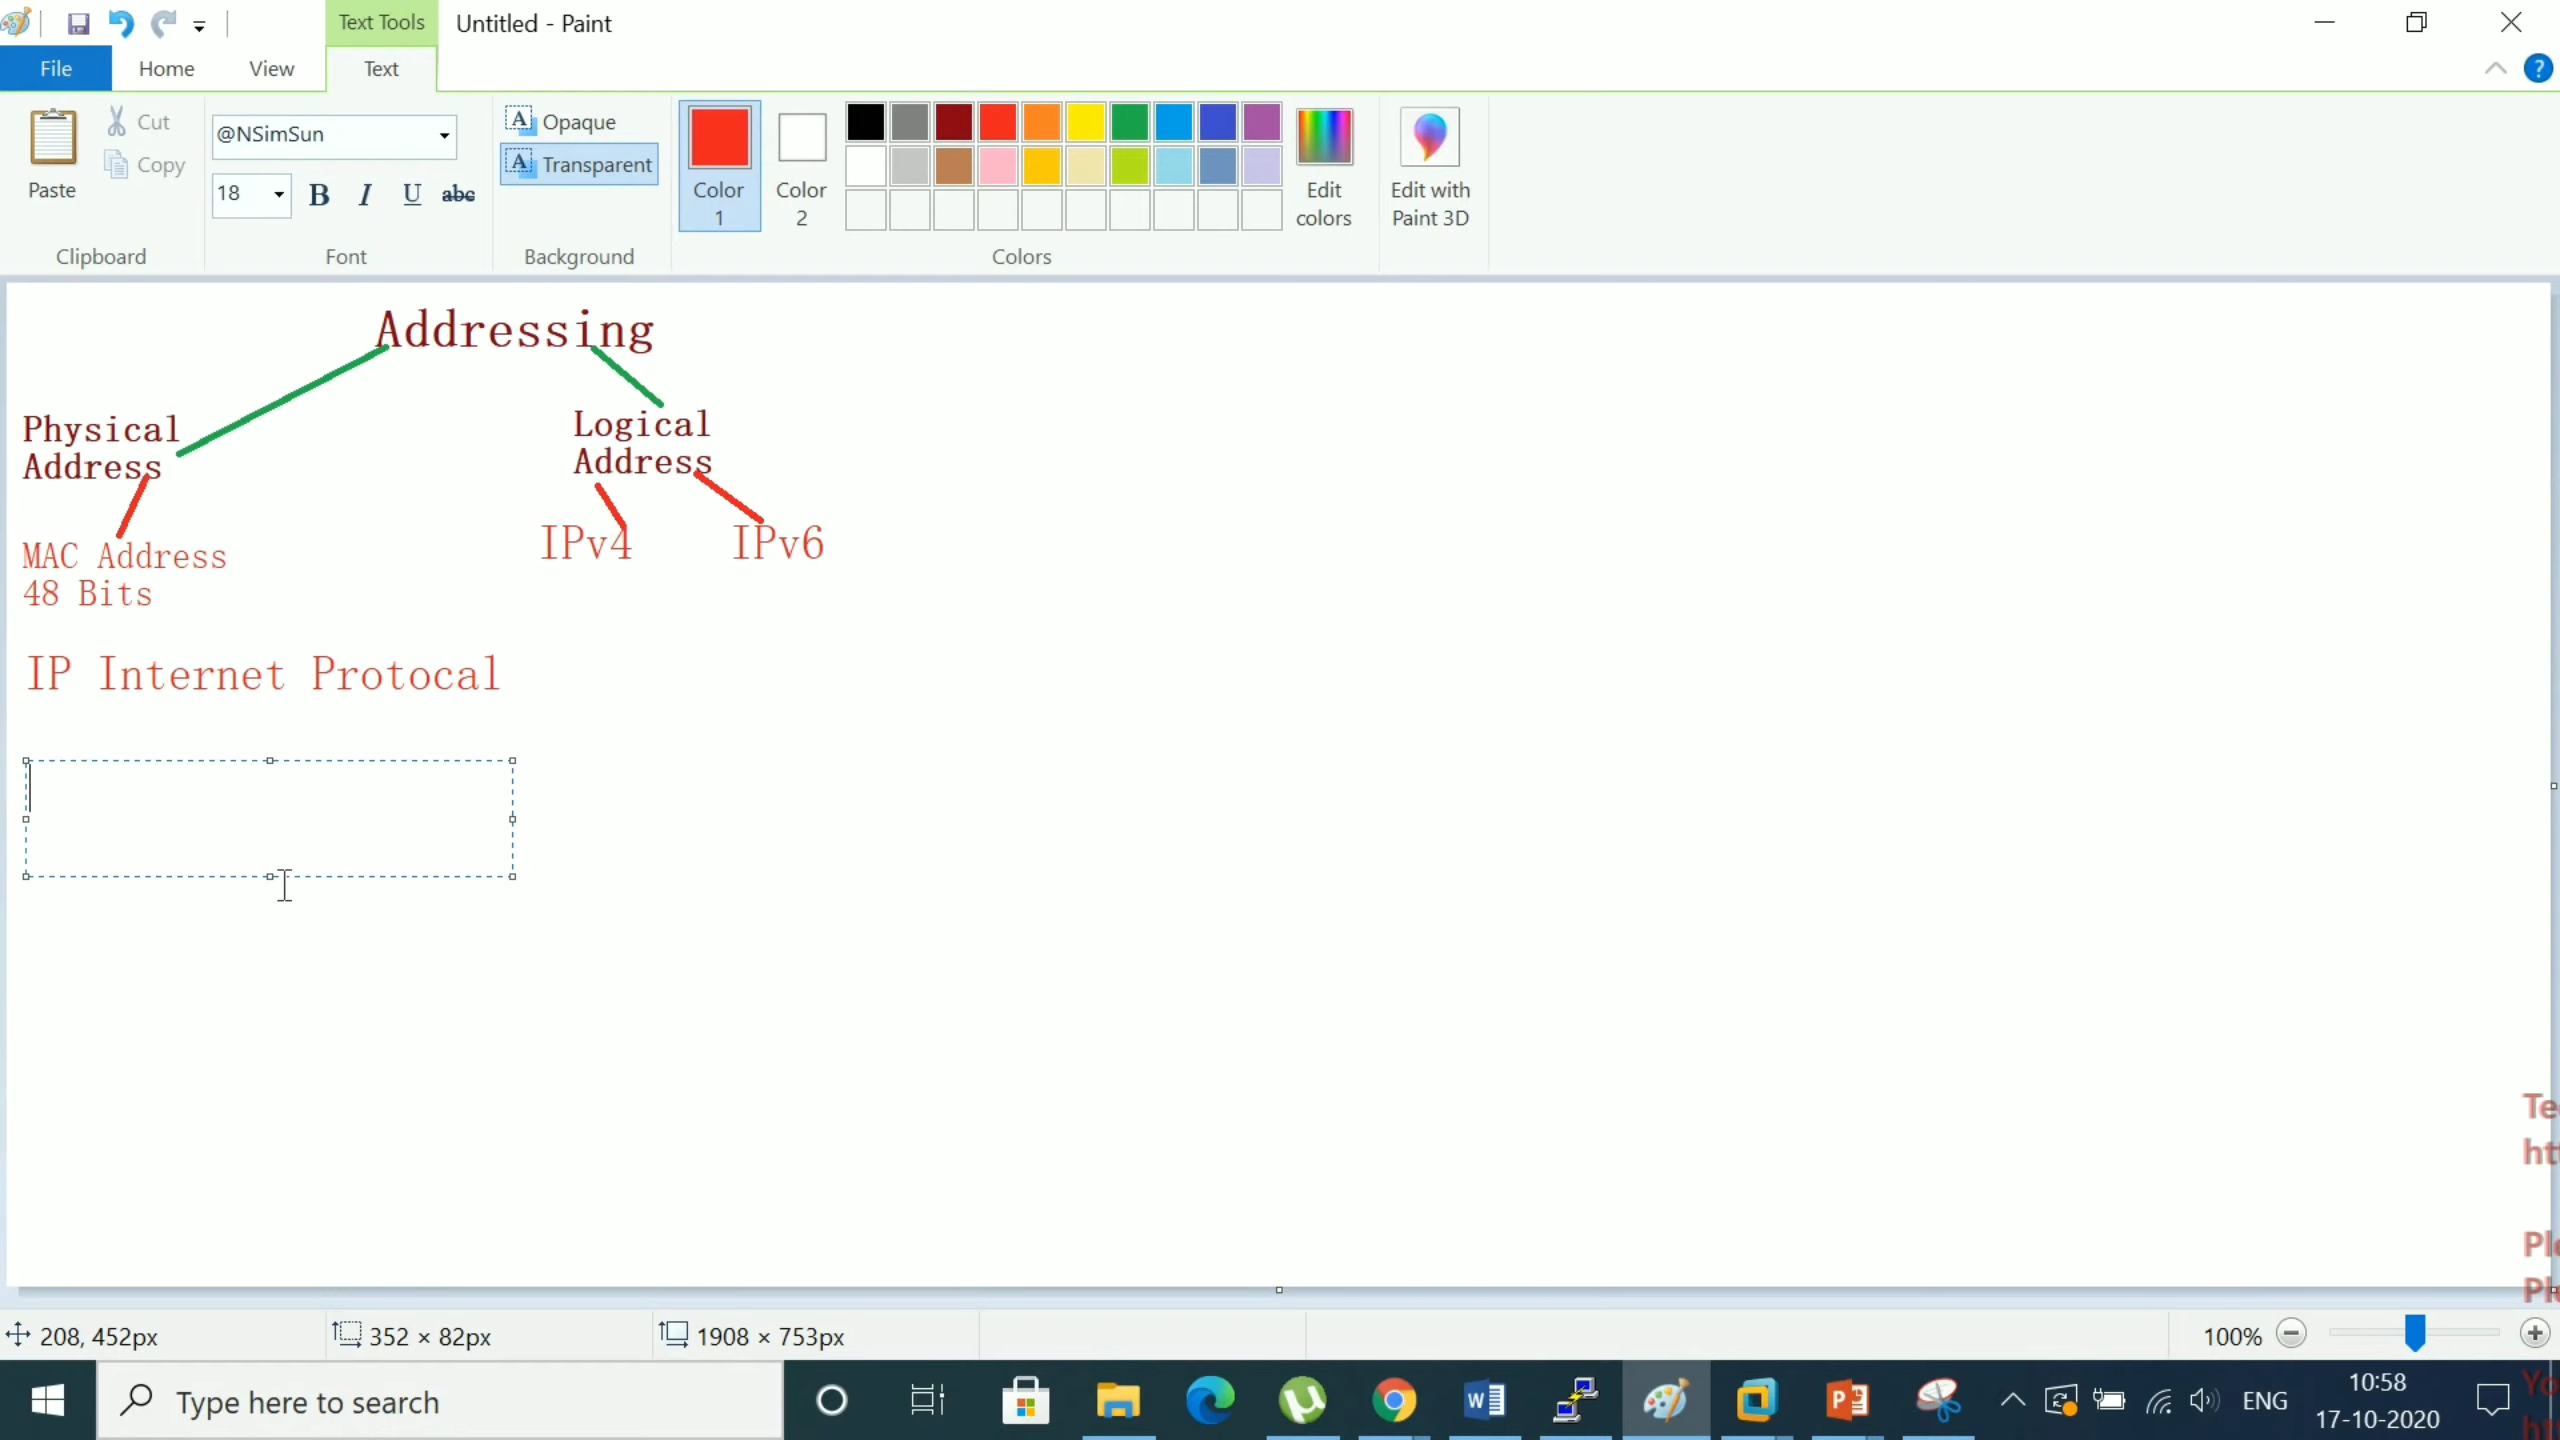 Text Tools
Untitled - Paint
File
Home
View
Text
Paste
Cut
Copy
Clipboard
@NSimSun
18
B
I
U
abc
Font
Opaque
Transparent
Background
Color
1
Color
2
Edit
colors
Colors
Edit with
Paint 3D
Addressing
Physical
Address
Logical
Address
MAC Address
48 Bits
IPv4
IPv6
IP Internet Protocal
208, 452px
352 × 82px
1908 × 753px
100%
Type here to search
ENG
10:58
17-10-2020